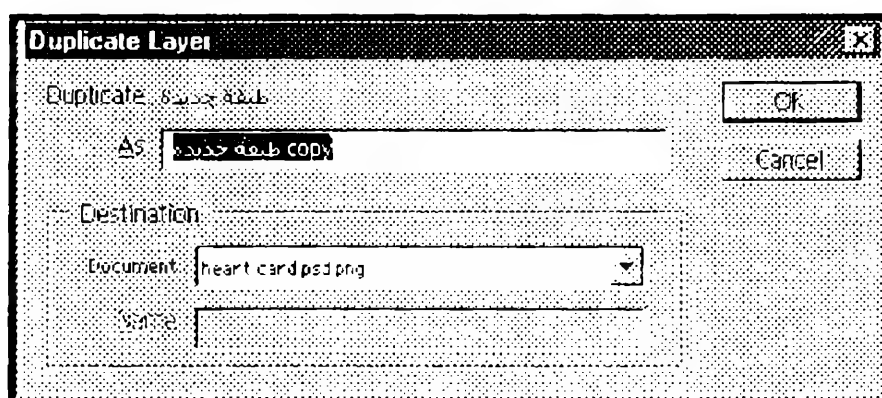 Duplicate Layer
Duplicate: طبقة جديدة
OK
As: طبقة جديدة copy
Cancel
Destination
Document: heart card psd.png
Name: